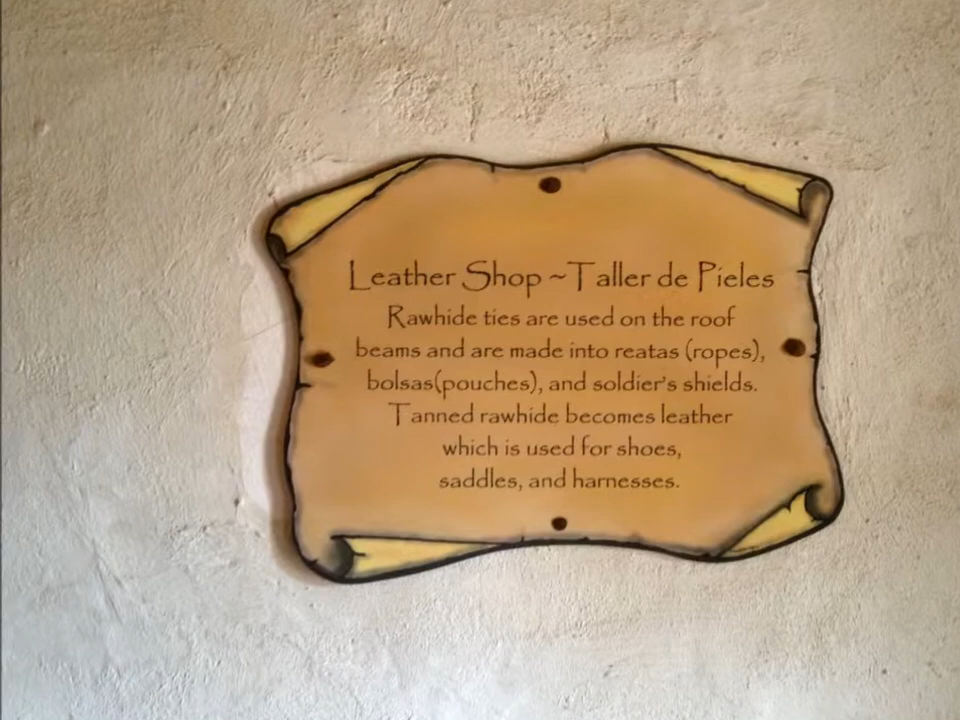 Leather Shop ~ Taller de Pieles
Rawhide ties are used on the roof
beams and are made into reatas (ropes),
bolsas(pouches), and soldier's shields.
Tanned rawhide becomes leather
which is used for shoes,
saddles, and harnesses.